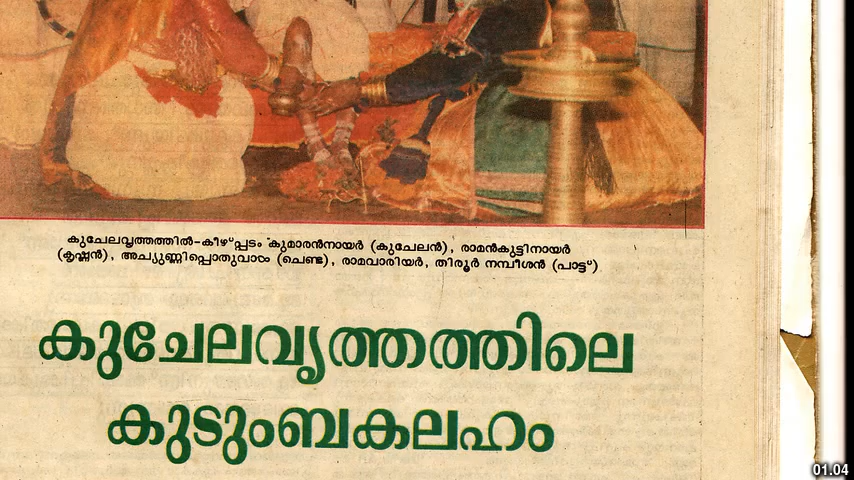 കുചേലവൃത്തത്തിൽ-കീഴ്പ്പടം കുമാരൻനായർ (കുചേലൻ), രാമൻകുട്ടിനായർ
(കൃഷ്ണൻ), അച്യുണ്ണിപ്പൊതുവാൾ (ചെണ്ട), രാമവാരിയർ, തിരൂർ നമ്പീശൻ (പാട്ട്)
കുചേലവൃത്തത്തിലെ
കുടുംബകലഹം
01.04